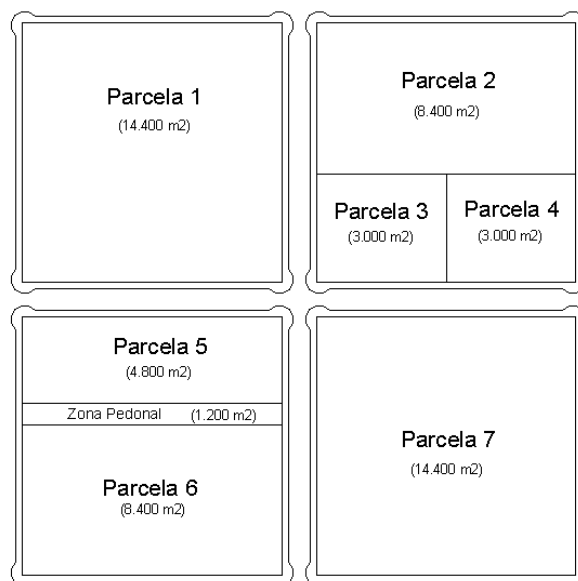 Parcela 1
(14.400 m2)
Parcela 2
(8.400 m2)
Parcela 3
(3.000 m2)
Parcela 4
(3.000 m2)
Parcela 5
(4.800 m2)
Zona Pedonal (1.200 m2)
Parcela 6
(8.400 m2)
Parcela 7
(14.400 m2)